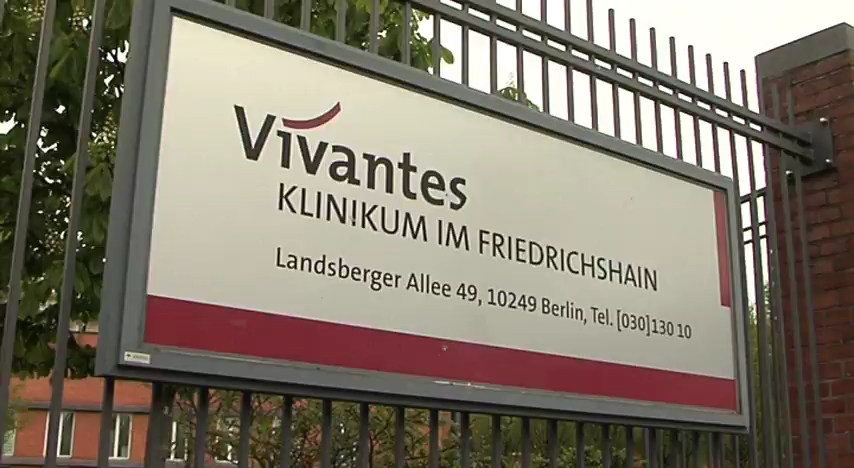 Vivantes
KLINIKUM IM FRIEDRICHSHAIN
Landsberger Allee 49, 10249 Berlin, Tel. [030]130 10